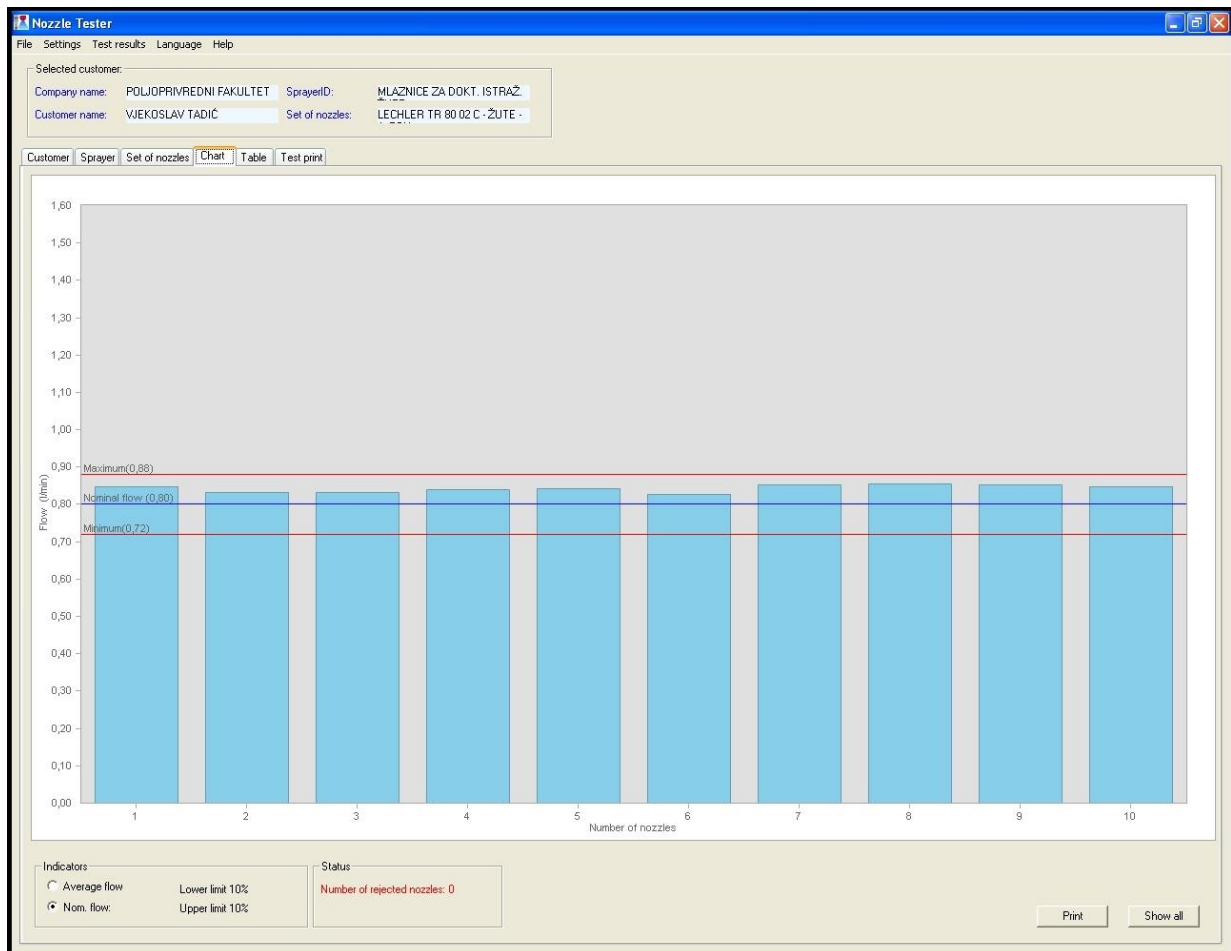 Nozzle Tester
File Settings Test results Language Help
Selected customer:
Company name: POLJOPRIVREDNI FAKULTET SprayerID: MLAZNICE ZA DOKT. ISTRAŽ.
Customer name: VJEKOSLAV TADIĆ Set of nozzles: LECHLER TR 80 02 C - ŽUTE -
Customer Sprayer Set of nozzles Chart Table Test print
1,60
1,50
1,40
1,30
1,20
1,10
1,00
0,90
0,80
0,70
0,60
0,50
0,40
0,30
0,20
0,10
0,00
Flow (l/min)
Maximum(0,88)
Nominal flow (0,80)
Minimum(0,72)
1 2 3 4 5 6 7 8 9 10
Number of nozzles
Indicators
Average flow Lower limit 10%
Nom. flow: Upper limit 10%
Status
Number of rejected nozzles: 0
Print Show all